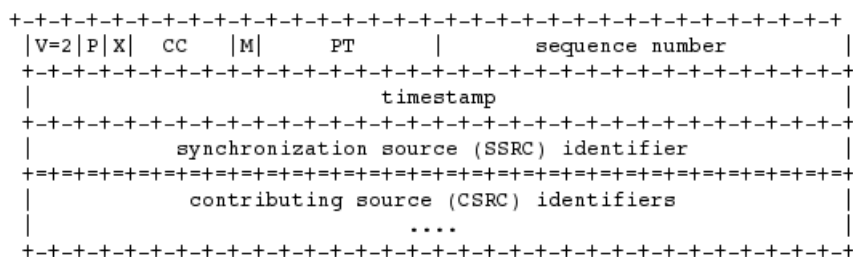 +-+-+-+-+-+-+-+-+-+-+-+-+-+-+-+-+-+-+-+-+-+-+-+-+-+-+-+-+-+-+-+-+
|V=2|P|X|  CC   |M|     PT      |       sequence number         |
+-+-+-+-+-+-+-+-+-+-+-+-+-+-+-+-+-+-+-+-+-+-+-+-+-+-+-+-+-+-+-+-+
|                           timestamp                           |
+-+-+-+-+-+-+-+-+-+-+-+-+-+-+-+-+-+-+-+-+-+-+-+-+-+-+-+-+-+-+-+-+
|           synchronization source (SSRC) identifier            |
+=+=+=+=+=+=+=+=+=+=+=+=+=+=+=+=+=+=+=+=+=+=+=+=+=+=+=+=+=+=+=+=+
|            contributing source (CSRC) identifiers             |
|                             ....                              |
+-+-+-+-+-+-+-+-+-+-+-+-+-+-+-+-+-+-+-+-+-+-+-+-+-+-+-+-+-+-+-+-+